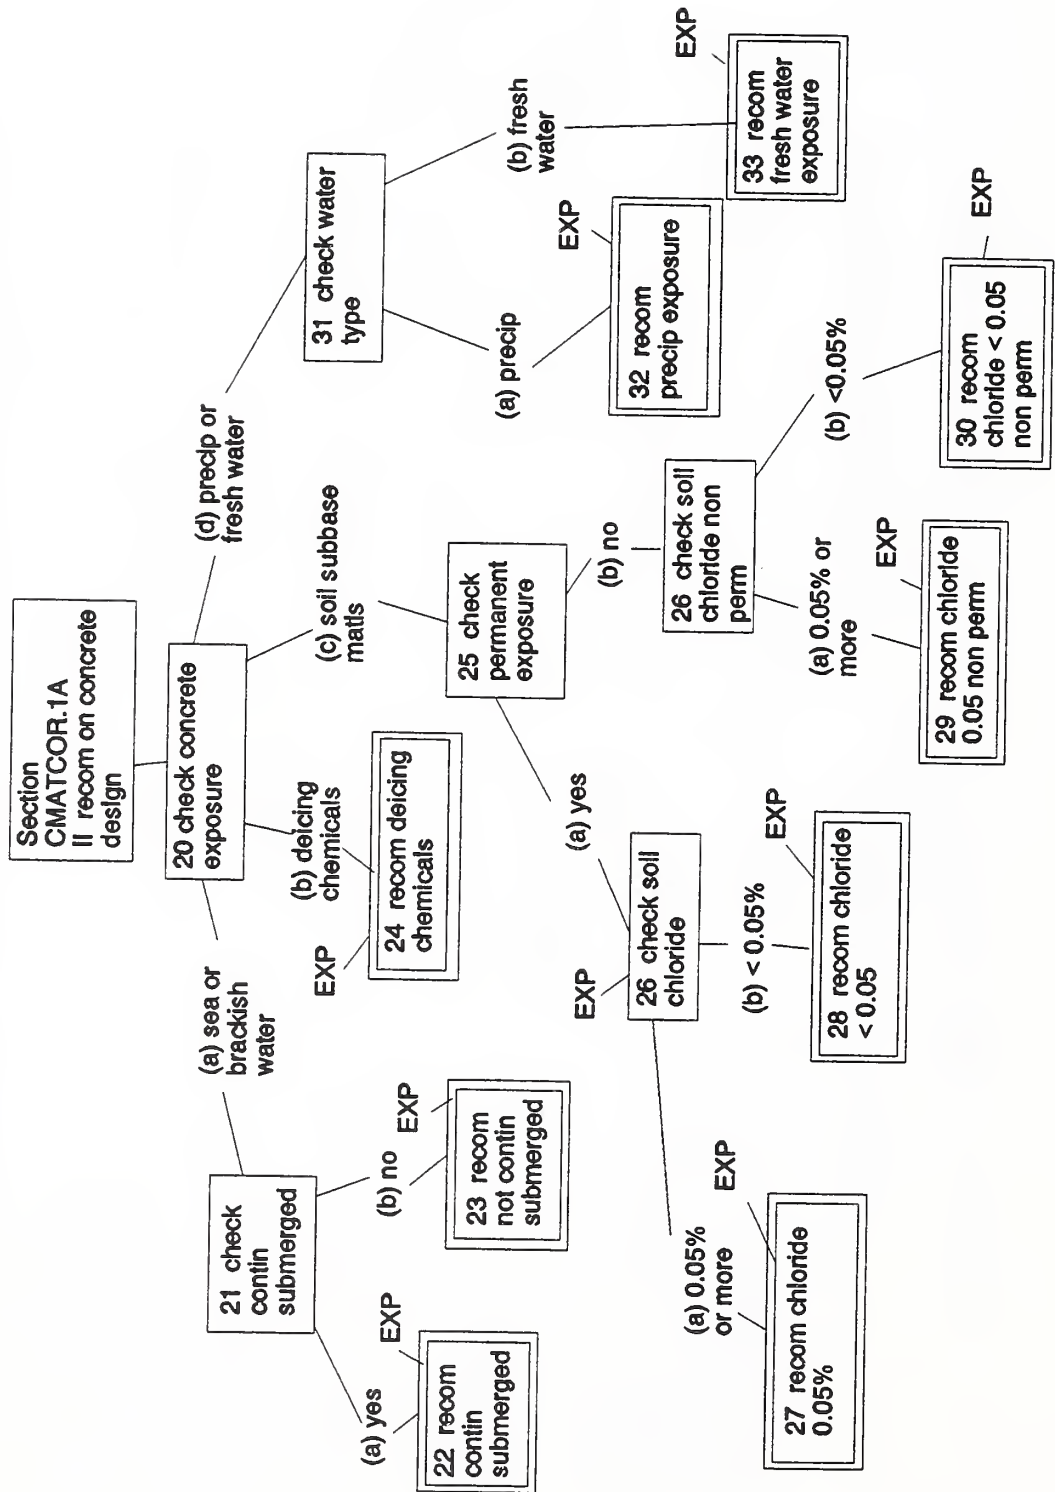 Section
CMATCOR.1A
II recom on concrete
design
20 check concrete
exposure
(a) sea or
brackish
water
(b) deicing
chemicals
(c) soil subbase
matls
(d) precip or
fresh water
21 check
contin
submerged
(a) yes
(b) no
EXP
22 recom
contin
submerged
EXP
23 recom
not contin
submerged
EXP
24 recom deicing
chemicals
25 check
permanent
exposure
(a) yes
(b) no
EXP
26 check soil
chloride
(a) 0.05%
or more
(b) < 0.05%
EXP
27 recom chloride
0.05%
EXP
28 recom chloride
< 0.05
26 check soil
chloride non
perm
(a) 0.05% or
more
(b) <0.05%
EXP
29 recom chloride
0.05 non perm
EXP
30 recom
chloride < 0.05
non perm
31 check water
type
(a) precip
(b) fresh
water
EXP
32 recom
precip exposure
EXP
33 recom
fresh water
exposure